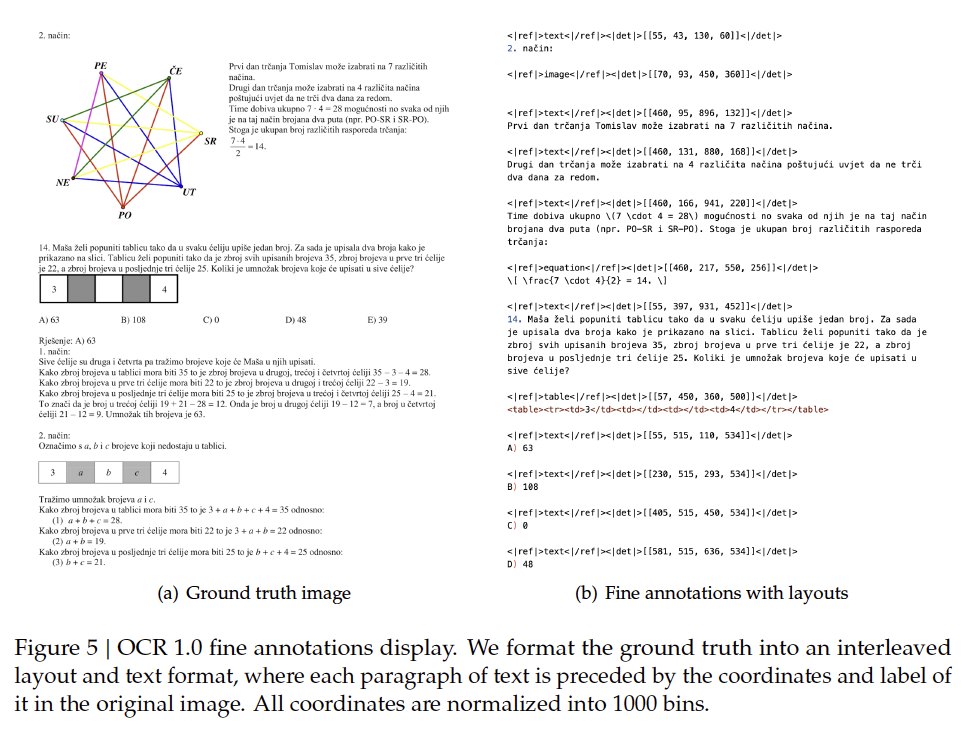 2. način:
PE
ČE
SU
SR
NE
UT
PO
Prvi dan trčanja Tomislav može izabrati na 7 različitih
načina.
Drugi dan trčanja može izabrati na 4 različita načina
poštujući uvjet da ne trči dva dana za redom.
Time dobiva ukupno 7 · 4 = 28 mogućnosti no svaka od njih
je na taj način brojana dva puta (npr. PO-SR i SR-PO).
Stoga je ukupan broj različitih rasporeda trčanja:
7·4
2
= 14.
14. Maša želi popuniti tablicu tako da u svaku ćeliju upiše jedan broj. Za sada je upisala dva broja kako je
prikazano na slici. Tablicu želi popuniti tako da je zbroj svih upisanih brojeva 35, zbroj brojeva u prve tri ćelije
je 22, a zbroj brojeva u posljednje tri ćelije 25. Koliki je umnožak brojeva koje će upisati u sive ćelije?
3 4
A) 63 B) 108 C) 0 D) 48 E) 39
Rješenje: A) 63
1. način:
Sive ćelije su druga i četvrta pa tražimo brojeve koje će Maša u njih upisati.
Kako zbroj brojeva u tablici mora biti 35 to je zbroj brojeva u drugoj, trećoj i četvrtoj ćeliji 35 − 3 − 4 = 28.
Kako zbroj brojeva u prve tri ćelije mora biti 22 to je zbroj brojeva u drugoj i trećoj ćeliji 22 − 3 = 19.
Kako zbroj brojeva u posljednje tri ćelije mora biti 25 to je zbroj brojeva u trećoj i četvrtoj ćeliji 25 − 4 = 21.
To znači da je broj u trećoj ćeliji 19 + 21 − 28 = 12. Onda je broj u drugoj ćeliji 19 − 12 = 7, a broj u četvrtoj
ćeliji 21 − 12 = 9. Umnožak tih brojeva je 63.
2. način:
Označimo s a, b i c brojeve koji nedostaju u tablici.
3 a b c 4
Tražimo umnožak brojeva a i c.
Kako zbroj brojeva u tablici mora biti 35 to je 3 + a + b + c + 4 = 35 odnosno:
(1) a + b + c = 28.
Kako zbroj brojeva u prve tri ćelije mora biti 22 to je 3 + a + b = 22 odnosno:
(2) a + b = 19.
Kako zbroj brojeva u posljednje tri ćelije mora biti 25 to je b + c + 4 = 25 odnosno:
(3) b + c = 21.
(a) Ground truth image
<|ref|>text<|/ref|><|det|>[[55, 43, 130, 60]]<|/det|>
2. način:
<|ref|>image<|/ref|><|det|>[[70, 93, 450, 360]]<|/det|>
<|ref|>text<|/ref|><|det|>[[460, 95, 896, 132]]<|/det|>
Prvi dan trčanja Tomislav može izabrati na 7 različitih načina.
<|ref|>text<|/ref|><|det|>[[460, 131, 880, 168]]<|/det|>
Drugi dan trčanja može izabrati na 4 različita načina poštujući uvjet da ne trči
dva dana za redom.
<|ref|>text<|/ref|><|det|>[[460, 166, 941, 220]]<|/det|>
Time dobiva ukupno \(7 \cdot 4 = 28\) mogućnosti no svaka od njih je na taj način
brojana dva puta (npr. PO-SR i SR-PO). Stoga je ukupan broj različitih rasporeda
trčanja:
<|ref|>equation<|/ref|><|det|>[[460, 217, 550, 256]]<|/det|>
\[ \frac{7 \cdot 4}{2} = 14. \]
<|ref|>text<|/ref|><|det|>[[55, 397, 931, 452]]<|/det|>
14. Maša želi popuniti tablicu tako da u svaku ćeliju upiše jedan broj. Za sada
je upisala dva broja kako je prikazano na slici. Tablicu želi popuniti tako da je
zbroj svih upisanih brojeva 35, zbroj brojeva u prve tri ćelije je 22, a zbroj
brojeva u posljednje tri ćelije 25. Koliki je umnožak brojeva koje će upisati u
sive ćelije?
<|ref|>table<|/ref|><|det|>[[57, 450, 360, 500]]<|/det|>
<table><tr><td>3</td><td></td><td></td><td>4</td></tr></table>
<|ref|>text<|/ref|><|det|>[[55, 515, 110, 534]]<|/det|>
A) 63
<|ref|>text<|/ref|><|det|>[[230, 515, 293, 534]]<|/det|>
B) 108
<|ref|>text<|/ref|><|det|>[[405, 515, 450, 534]]<|/det|>
C) 0
<|ref|>text<|/ref|><|det|>[[581, 515, 636, 534]]<|/det|>
D) 48
(b) Fine annotations with layouts
Figure 5 | OCR 1.0 fine annotations display. We format the ground truth into an interleaved
layout and text format, where each paragraph of text is preceded by the coordinates and label of
it in the original image. All coordinates are normalized into 1000 bins.